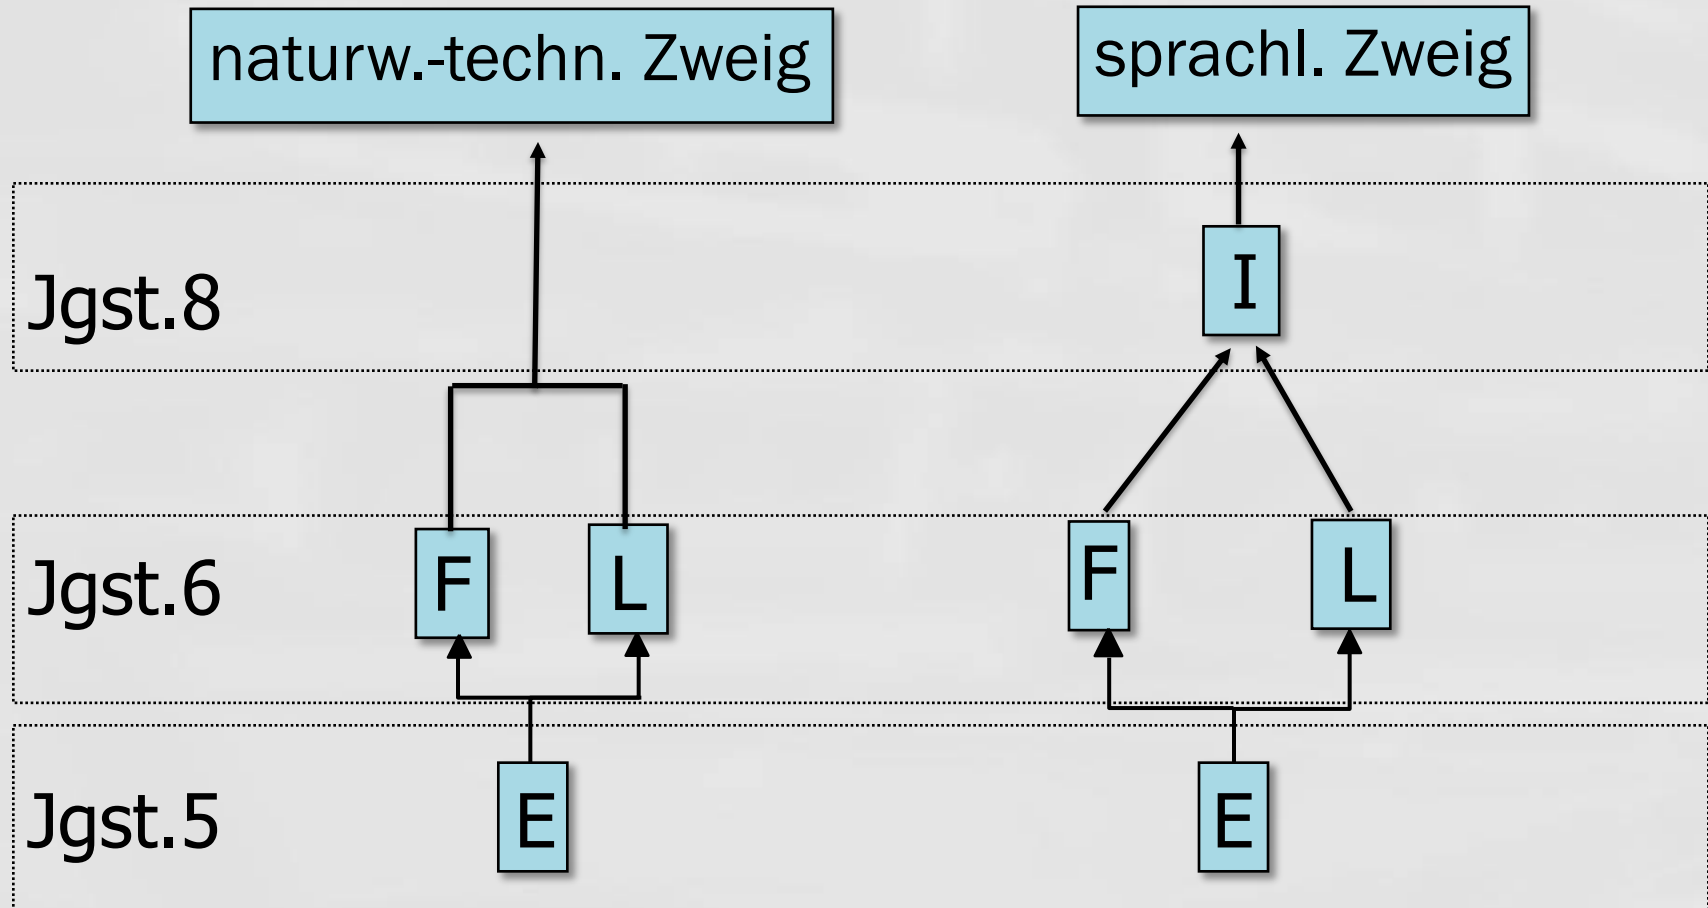 naturw.-techn. Zweig
sprachl. Zweig
Jgst.8
I
Jgst.6
F
L
F
L
Jgst.5
E
E